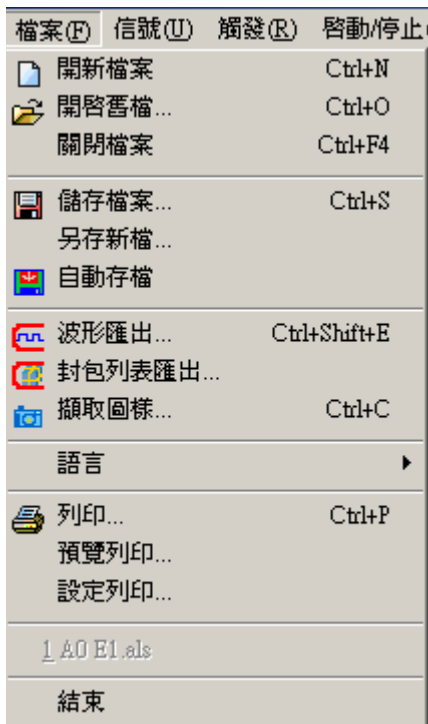 檔案(F) 信號(U) 觸發(R) 啓動/停止(
開新檔案 Ctrl+N
開啓舊檔... Ctrl+O
關閉檔案 Ctrl+F4
儲存檔案... Ctrl+S
另存新檔...
自動存檔
波形匯出... Ctrl+Shift+E
封包列表匯出...
擷取圖樣... Ctrl+C
語言
列印... Ctrl+P
預覽列印...
設定列印...
1 A0 E1.als
結束